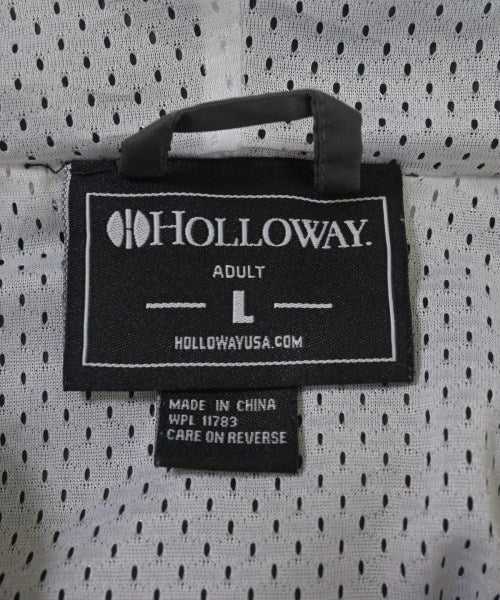 HOLLOWAY.
ADULT
L
HOLLOWAYUSA.COM
MADE IN CHINA
WPL 11783
CARE ON REVERSE